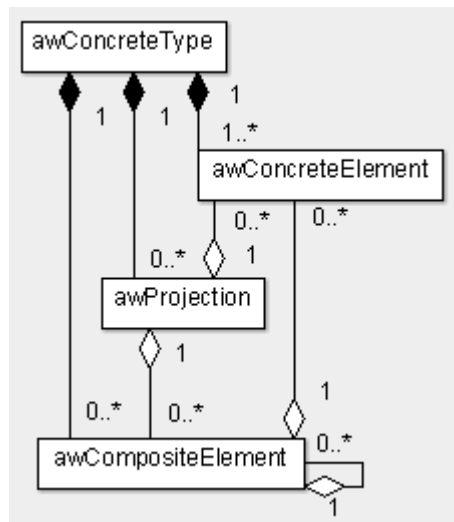 awConcreteType
1 1 1
1..*
awConcreteElement
0..* 0..*
0..* 1
awProjection
1
1
0..* 0..* 0..*
awCompositeElement
1